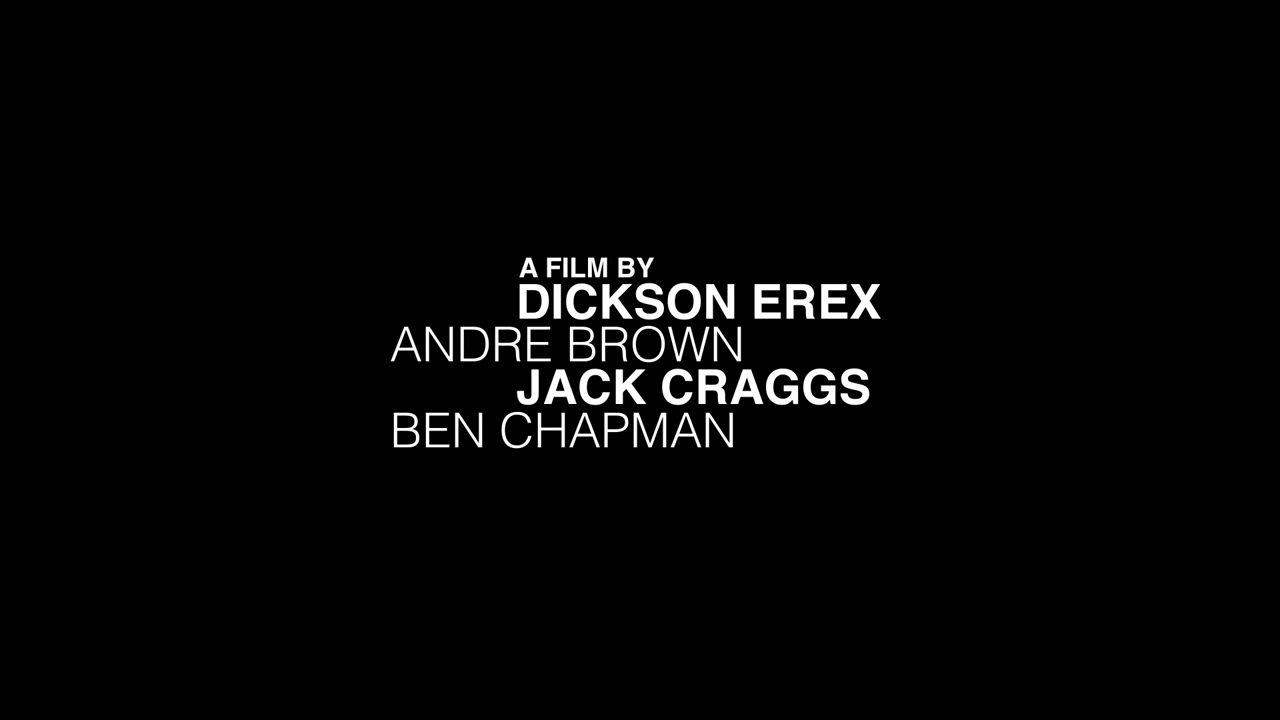 A FILM BY
DICKSON EREX
ANDRE BROWN
JACK CRAGGS
BEN CHAPMAN